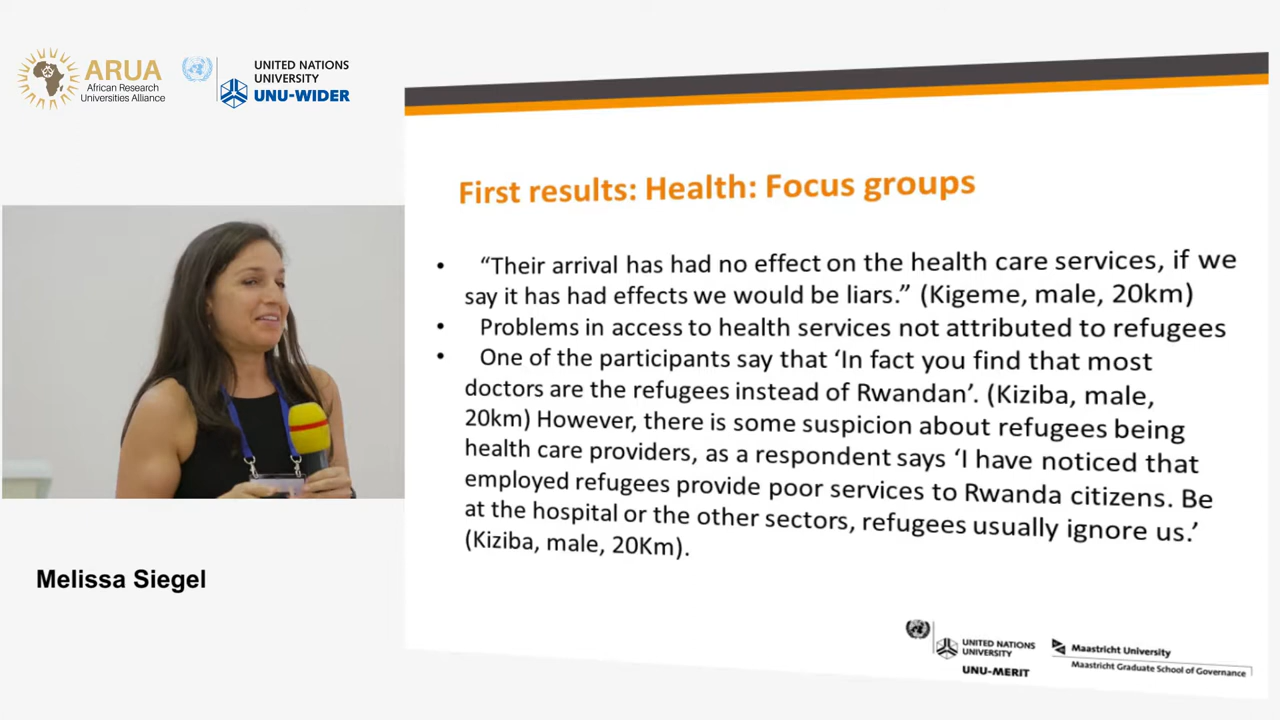 ARUA
African Research
Universities Alliance
UNITED NATIONS
UNIVERSITY
UNU-WIDER
First results: Health: Focus groups
• “Their arrival has had no effect on the health care services, if we
say it has had effects we would be liars.” (Kigeme, male, 20km)
• Problems in access to health services not attributed to refugees
• One of the participants say that ‘In fact you find that most
doctors are the refugees instead of Rwandan’. (Kiziba, male,
20km) However, there is some suspicion about refugees being
health care providers, as a respondent says ‘I have noticed that
employed refugees provide poor services to Rwanda citizens. Be
at the hospital or the other sectors, refugees usually ignore us.’
(Kiziba, male, 20Km).
Melissa Siegel
UNITED NATIONS
UNIVERSITY
UNU-MERIT
Maastricht University
Maastricht Graduate School of Governance